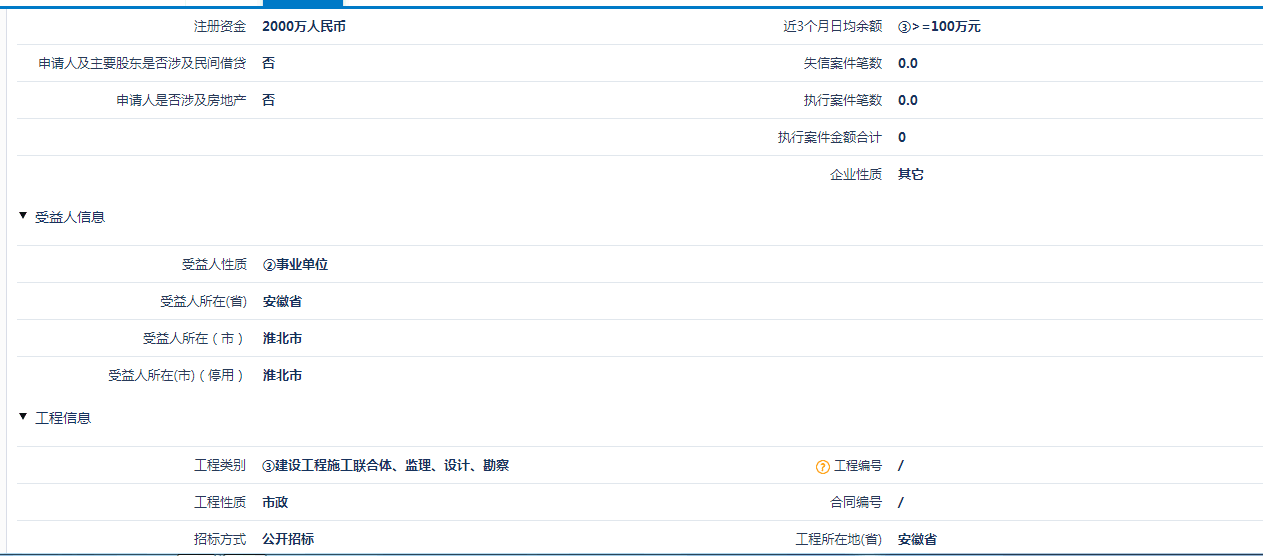 注册资金 2000万人民币 近3个月日均余额 ③>=100万元
申请人及主要股东是否涉及民间借贷 否 失信案件笔数 0.0
申请人是否涉及房地产 否 执行案件笔数 0.0
执行案件金额合计 0
企业性质 其它
▼ 受益人信息
受益人性质 ②事业单位
受益人所在(省) 安徽省
受益人所在（市） 淮北市
受益人所在(市)（停用） 淮北市
▼ 工程信息
工程类别 ③建设工程施工联合体、监理、设计、勘察 ? 工程编号 /
工程性质 市政 合同编号 /
招标方式 公开招标 工程所在地(省) 安徽省